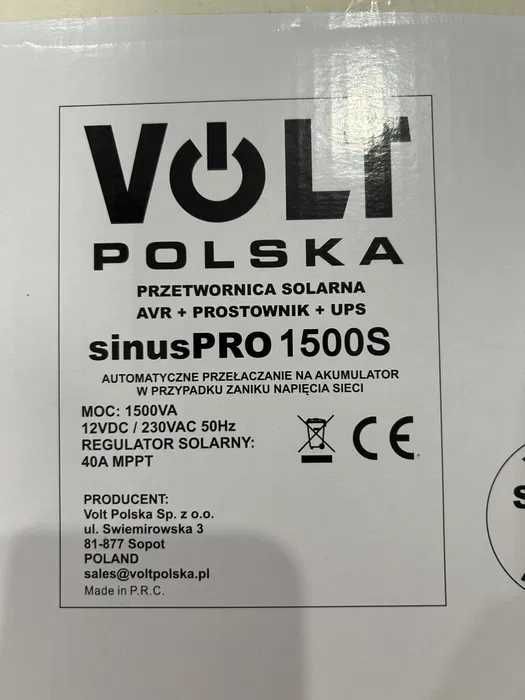 VOLT
POLSKA
PRZETWORNICA SOLARNA
AVR + PROSTOWNIK + UPS
sinusPRO 1500S
AUTOMATYCZNE PRZEŁACZANIE NA AKUMULATOR
W PRZYPADKU ZANIKU NAPIĘCIA SIECI
MOC: 1500VA
12VDC / 230VAC 50Hz
REGULATOR SOLARNY:
40A MPPT
CE
PRODUCENT:
Volt Polska Sp. z o.o.
ul. Swiemirowska 3
81-877 Sopot
POLAND
sales@voltpolska.pl
Made in P.R.C.